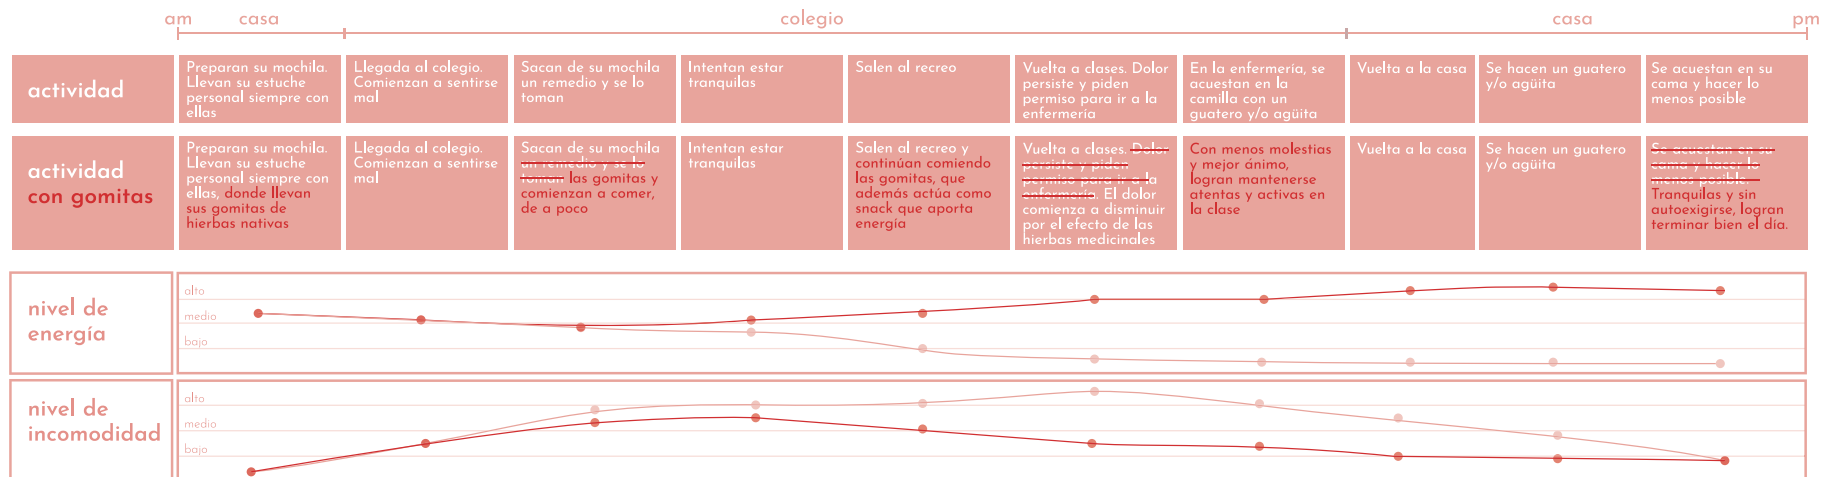 am casa colegio casa pm
actividad
Preparan su mochila.
Llevan su estuche
personal siempre con
ellas
Llegada al colegio.
Comienzan a sentirse
mal
Sacan de su mochila
un remedio y se lo
toman
Intentan estar
tranquilas
Salen al recreo
Vuelta a clases. Dolor
persiste y piden
permiso para ir a la
enfermería
En la enfermería, se
acuestan en la
camilla con un
guatero y/o agüita
Vuelta a la casa
Se hacen un guatero
y/o agüita
Se acuestan en su
cama y hacer lo
menos posible
actividad
con gomitas
Preparan su mochila.
Llevan su estuche
personal siempre con
ellas, donde llevan
sus gomitas de
hierbas nativas
Llegada al colegio.
Comienzan a sentirse
mal
Sacan de su mochila
un remedio y se lo
toman las gomitas y
comienzan a comer,
de a poco
Intentan estar
tranquilas
Salen al recreo y
continúan comiendo
las gomitas, que
además actúa como
snack que aporta
energía
Vuelta a clases. Dolor
persiste y piden
permiso para ir a la
enfermería. El dolor
comienza a disminuir
por el efecto de las
hierbas medicinales
Con menos molestias
y mejor ánimo,
logran mantenerse
atentas y activas en
la clase
Vuelta a la casa
Se hacen un guatero
y/o agüita
Se acuestan en su
cama y hacer lo
menos posible.
Tranquilas y sin
autoexigirse, logran
terminar bien el día.
nivel de
energía
alto
medio
bajo
nivel de
incomodidad
alto
medio
bajo